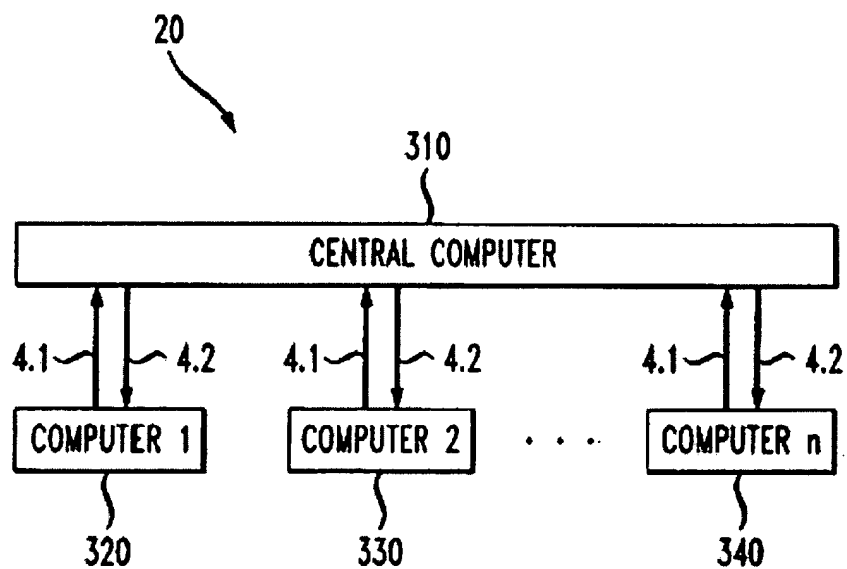 20
310
CENTRAL COMPUTER
4.1 4.2 4.1 4.2 4.1 4.2
COMPUTER 1 COMPUTER 2 . . . COMPUTER n
320 330 340